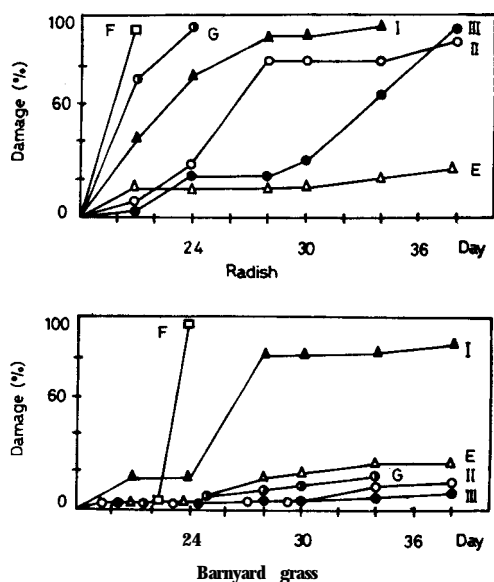 100
F
G
I
III
II
Damage (%)
60
E
0
24
30
36
Day
Radish
100
F
I
Damage (%)
60
E
G
II
III
0
24
30
36
Day
Barnyard grass